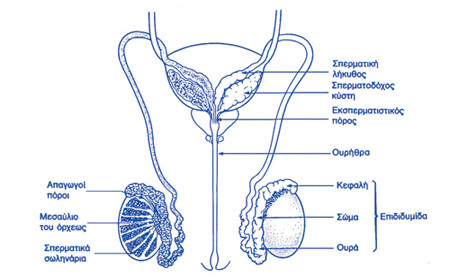 Σπερματική
λήκυθος
Σπερματοδόχος
κύστη
Εκσπερματιστικός
πόρος
Ουρήθρα
Απαγωγοί
πόροι
Μεσαύλιο
του όρχεως
Σπερματικά
σωληνάρια
Κεφαλή
Σώμα
Επιδιδυμίδα
Ουρά